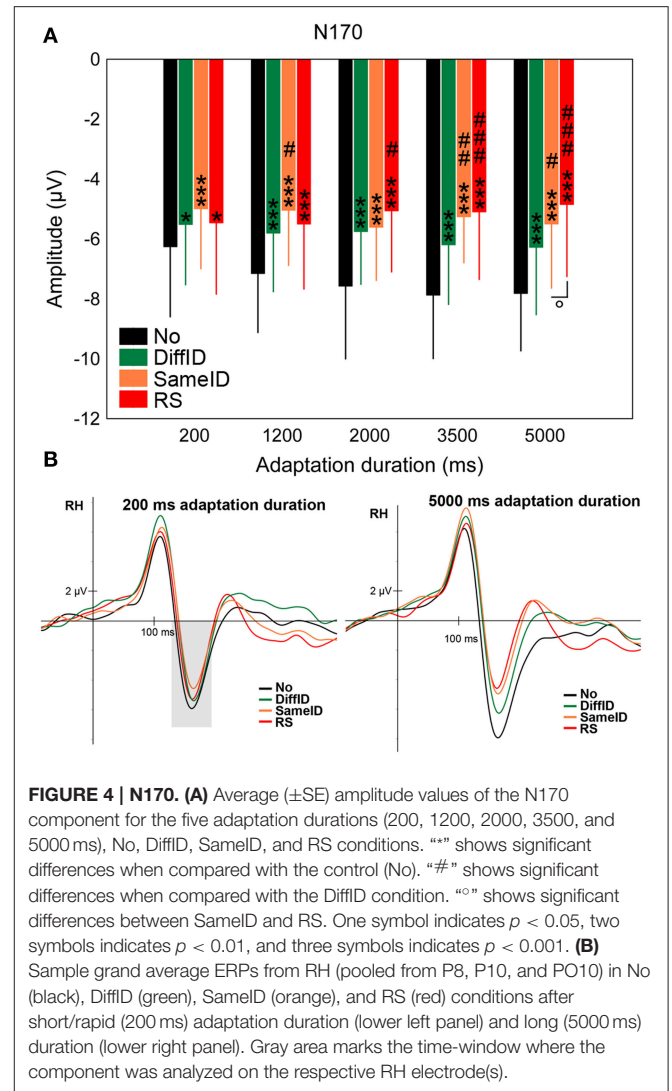 A
N170
0
-2
-4
-6
-8
-10
-12
Amplitude (µV)
*
***
*
***
***
#
***
***
***
***
#
***
***
##
***
###
***
***
#
***
###
°
No
DiffID
SameID
RS
200 1200 2000 3500 5000
Adaptation duration (ms)
B
RH
200 ms adaptation duration
2 µV
100 ms
No
DiffID
SameID
RS
RH
5000 ms adaptation duration
2 µV
100 ms
No
DiffID
SameID
RS
FIGURE 4 | N170. (A) Average (±SE) amplitude values of the N170
component for the five adaptation durations (200, 1200, 2000, 3500, and
5000 ms), No, DiffID, SameID, and RS conditions. “*” shows significant
differences when compared with the control (No). “#” shows significant
differences when compared with the DiffID condition. “°” shows significant
differences between SameID and RS. One symbol indicates p < 0.05, two
symbols indicates p < 0.01, and three symbols indicates p < 0.001. (B)
Sample grand average ERPs from RH (pooled from P8, P10, and PO10) in No
(black), DiffID (green), SameID (orange), and RS (red) conditions after
short/rapid (200 ms) adaptation duration (lower left panel) and long (5000 ms)
duration (lower right panel). Gray area marks the time-window where the
component was analyzed on the respective RH electrode(s).